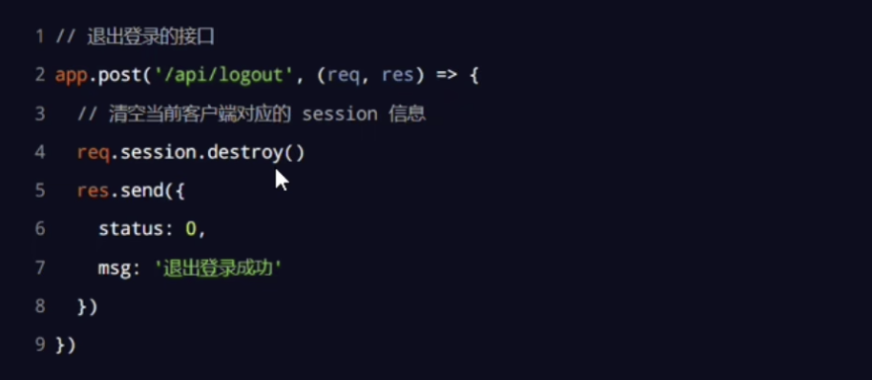 1 // 退出登录的接口
2 app.post('/api/logout', (req, res) => {
3   // 清空当前客户端对应的 session 信息
4   req.session.destroy()
5   res.send({
6     status: 0,
7     msg: '退出登录成功'
8   })
9 })